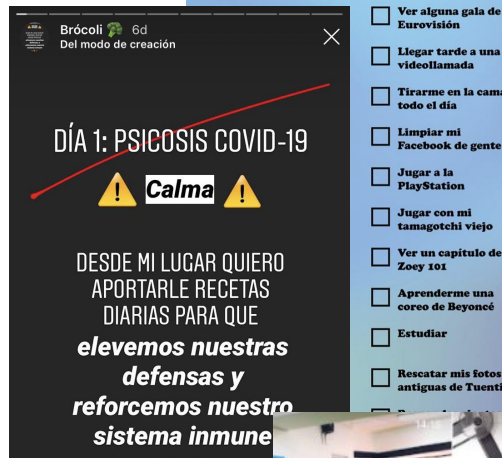 Brócoli 🥦 6d
Del modo de creación
DÍA 1: PSICOSIS COVID-19
⚠️ Calma ⚠️
DESDE MI LUGAR QUIERO
APORTARLE RECETAS
DIARIAS PARA QUE
elevemos nuestras
defensas y
reforcemos nuestro
sistema inmune
Ver alguna gala de
Eurovisión
Llegar tarde a una
videollamada
Tirarme en la cama
todo el día
Limpiar mi
Facebook de gente
Jugar a la
PlayStation
Jugar con mi
tamagotchi viejo
Ver un capítulo de
Zoey 101
Aprenderme una
coreo de Beyoncé
Estudiar
Rescatar mis fotos
antiguas de Tuenti